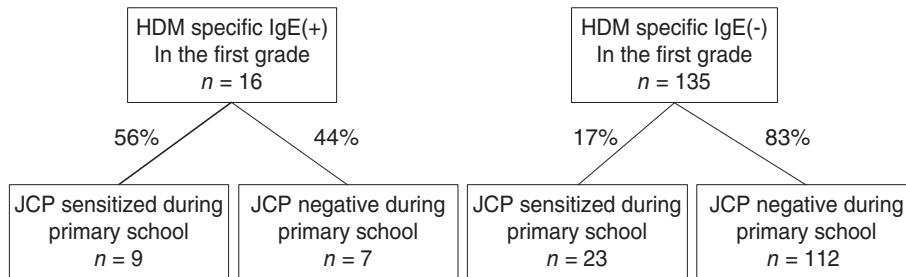 HDM specific IgE(+)
In the first grade
n = 16
HDM specific IgE(-)
In the first grade
n = 135
56%
44%
17%
83%
JCP sensitized during
primary school
n = 9
JCP negative during
primary school
n = 7
JCP sensitized during
primary school
n = 23
JCP negative during
primary school
n = 112